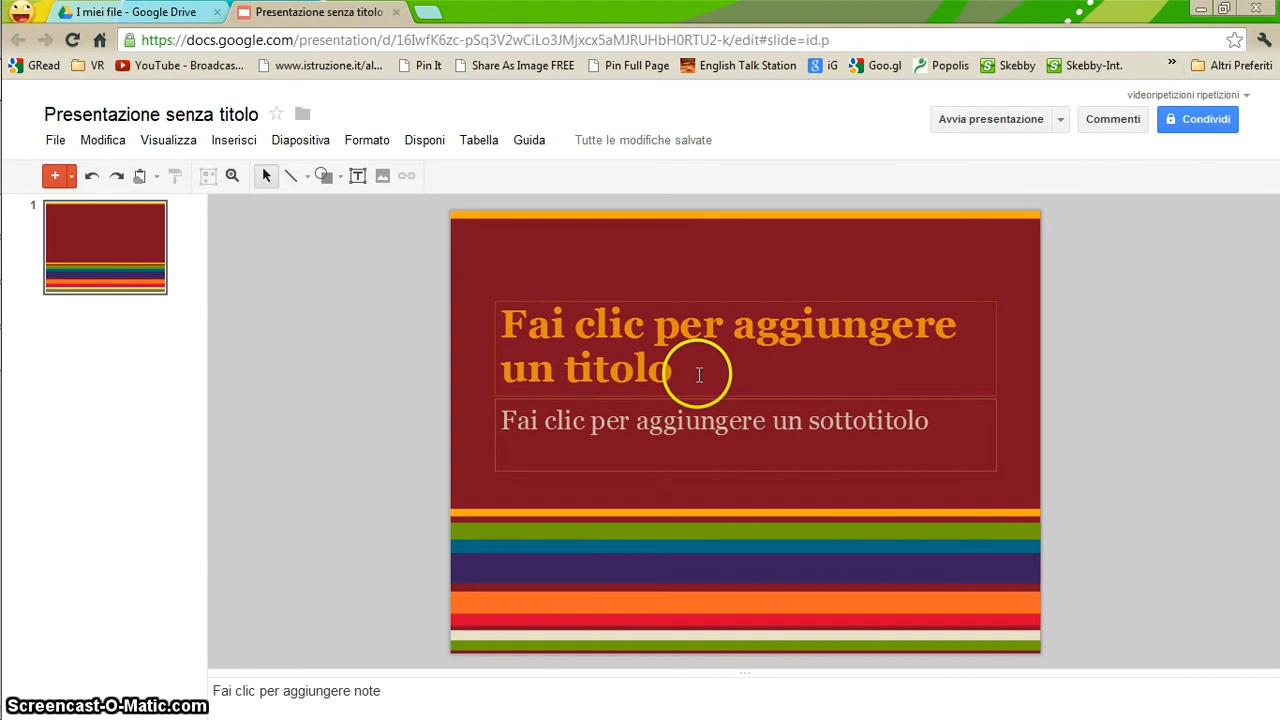 I miei file - Google Drive × Presentazione senza titolo ×
https://docs.google.com/presentation/d/16IwfK6zc-pSq3V2wCiLo3JMjxcx5aMJRUHbH0RTU2-k/edit#slide=id.p
GRead VR YouTube - Broadcas... www.istruzione.it/al... Pin It Share As Image FREE Pin Full Page English Talk Station iG Goo.gl Popolis Skebby Skebby-Int. » Altri Preferiti
videoripetizioni ripetizioni
Presentazione senza titolo
Avvia presentazione Commenti Condividi
File Modifica Visualizza Inserisci Diapositiva Formato Disponi Tabella Guida Tutte le modifiche salvate
1
Fai clic per aggiungere
un titolo
Fai clic per aggiungere un sottotitolo
Fai clic per aggiungere note
Screencast-O-Matic.com